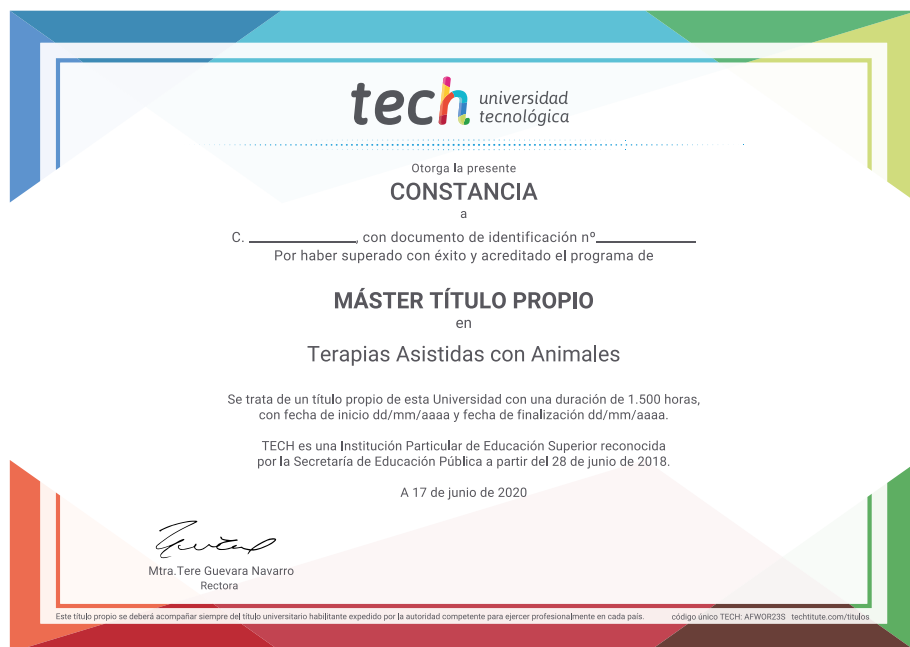 tech universidad
tecnológica
Otorga la presente
CONSTANCIA
a
C. ____________, con documento de identificación nº____________
Por haber superado con éxito y acreditado el programa de
MÁSTER TÍTULO PROPIO
en
Terapias Asistidas con Animales
Se trata de un título propio de esta Universidad con una duración de 1.500 horas,
con fecha de inicio dd/mm/aaaa y fecha de finalización dd/mm/aaaa.
TECH es una Institución Particular de Educación Superior reconocida
por la Secretaría de Educación Pública a partir del 28 de junio de 2018.
A 17 de junio de 2020
Mtra.Tere Guevara Navarro
Rectora
Este título propio se deberá acompañar siempre del título universitario habilitante expedido por la autoridad competente para ejercer profesionalmente en cada país. código único TECH: AFWOR23S techtitute.com/titulos